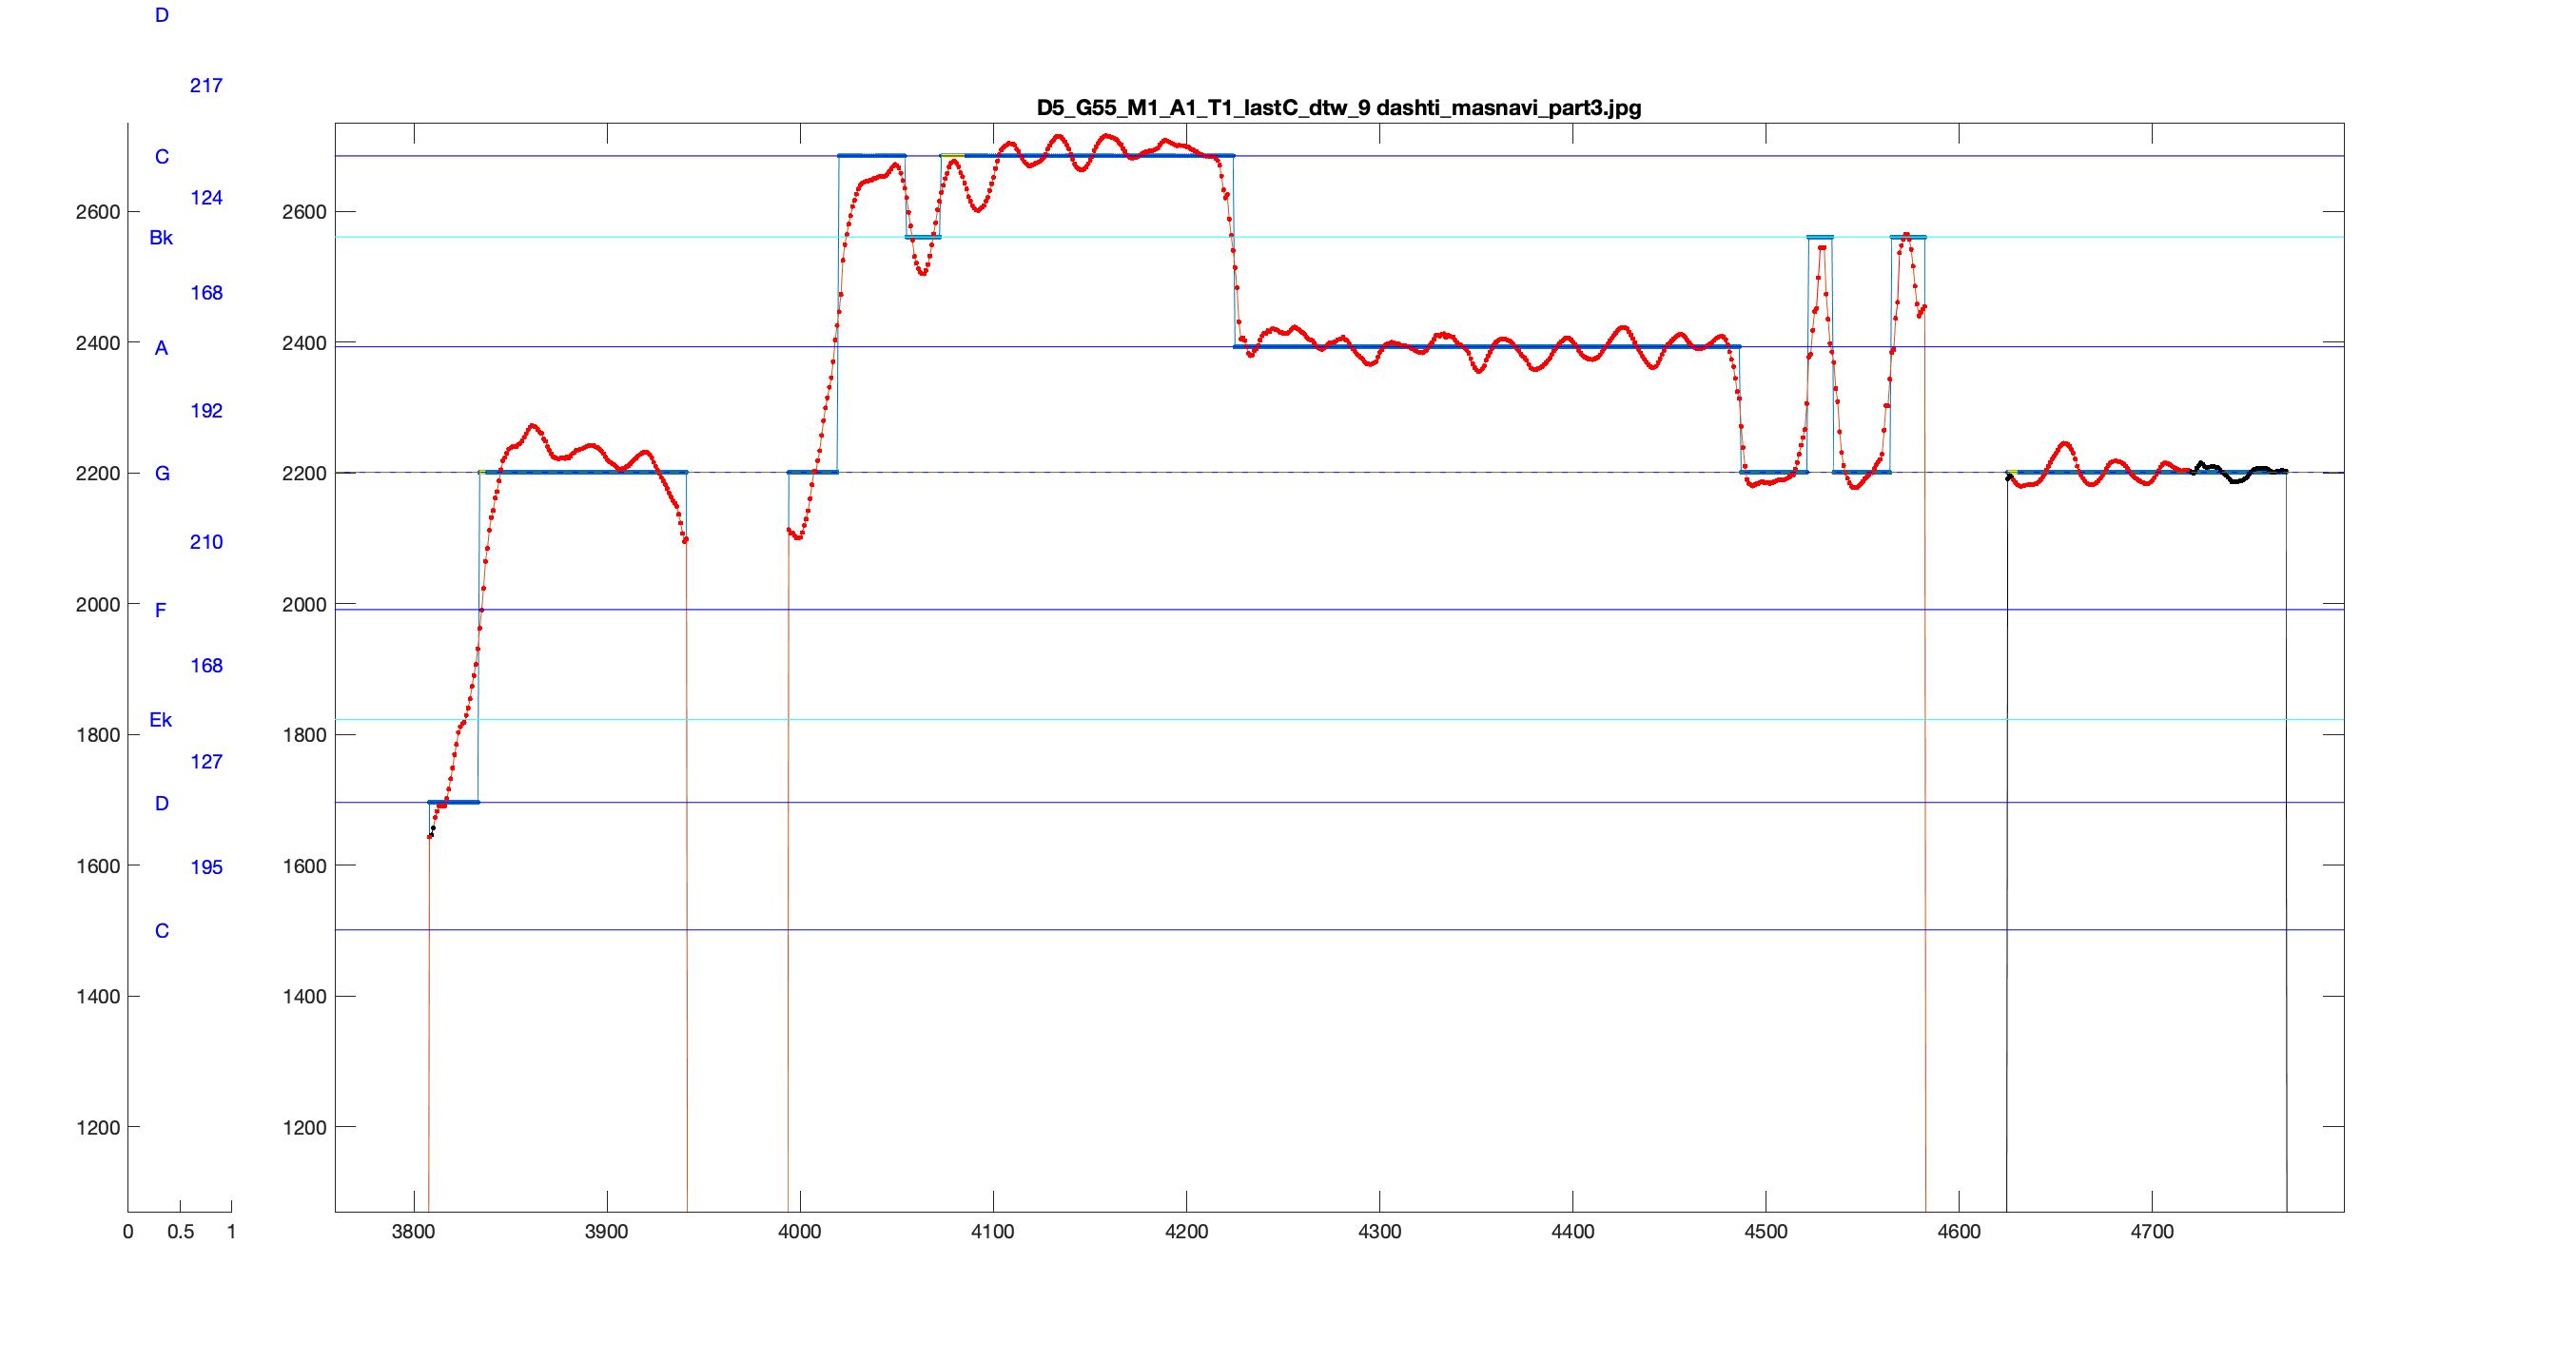 D
217
D5_G55_M1_A1_T1_lastC_dtw_9 dashti_masnavi_part3.jpg
C
124
2600 2600
Bk
168
2400 A 2400
192
2200 G 2200
210
2000 F 2000
168
Ek
1800 1800
127
D
1600 195 1600
C
1400 1400
1200 1200
0 0.5 1 3800 3900 4000 4100 4200 4300 4400 4500 4600 4700